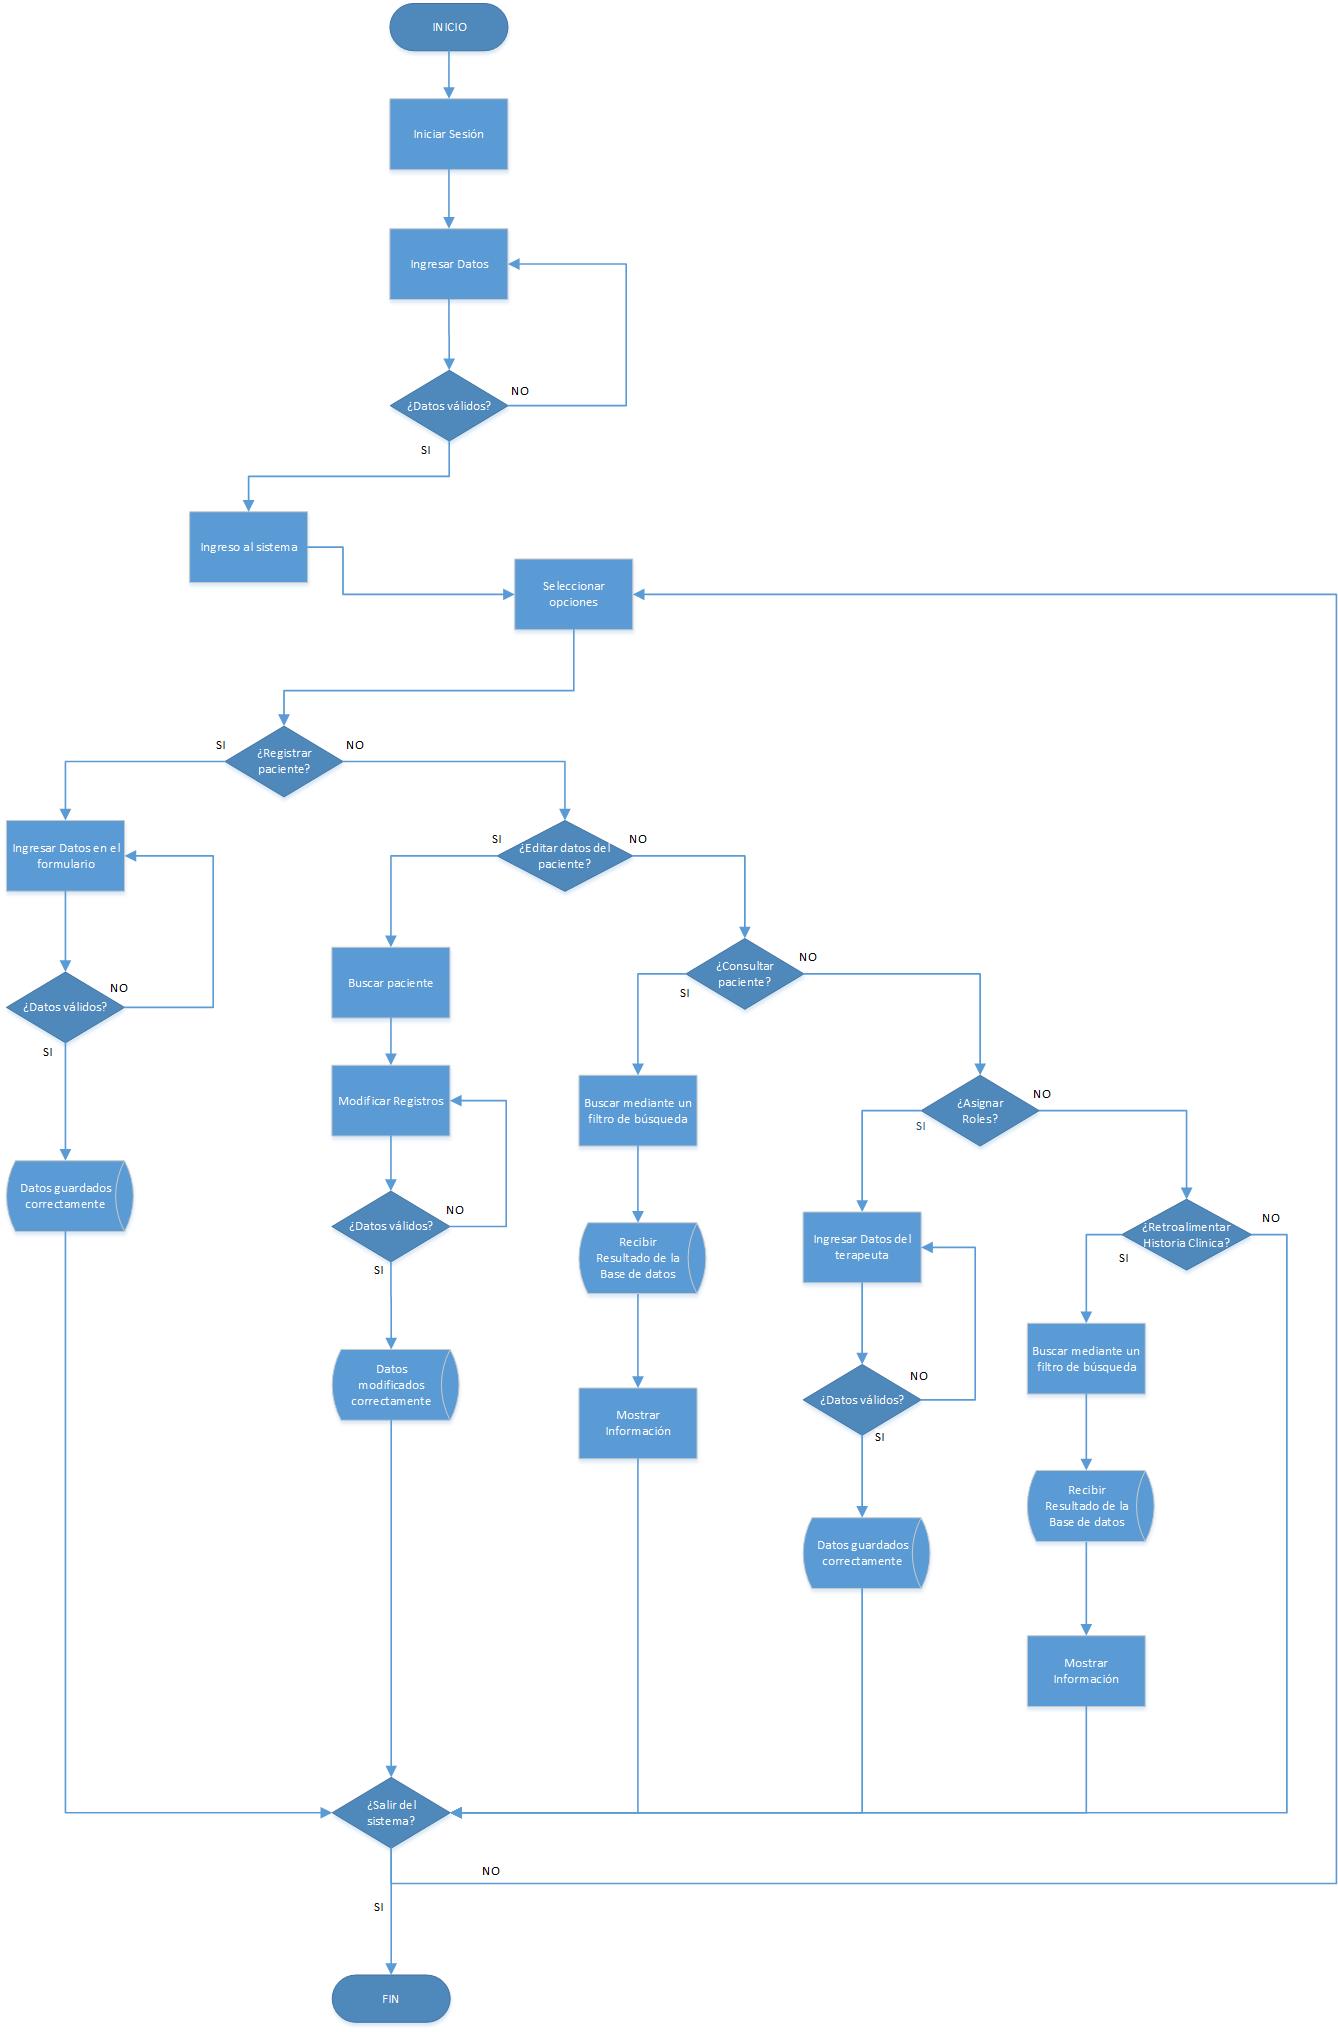 INICIO
Iniciar Sesión
Ingresar Datos
¿Datos válidos?
NO
SI
Ingreso al sistema
Seleccionar
opciones
¿Registrar
paciente?
SI
NO
Ingresar Datos en el
formulario
¿Datos válidos?
NO
SI
Datos guardados
correctamente
¿Editar datos del
paciente?
SI
NO
Buscar paciente
Modificar Registros
¿Datos válidos?
NO
SI
Datos
modificados
correctamente
¿Consultar
paciente?
SI
NO
Buscar mediante un
filtro de búsqueda
Recibir
Resultado de la
Base de datos
Mostrar
Información
¿Asignar
Roles?
SI
NO
Ingresar Datos del
terapeuta
¿Datos válidos?
NO
SI
Datos guardados
correctamente
¿Retroalimentar
Historia Clinica?
SI
NO
Buscar mediante un
filtro de búsqueda
Recibir
Resultado de la
Base de datos
Mostrar
Información
¿Salir del
sistema?
NO
SI
FIN